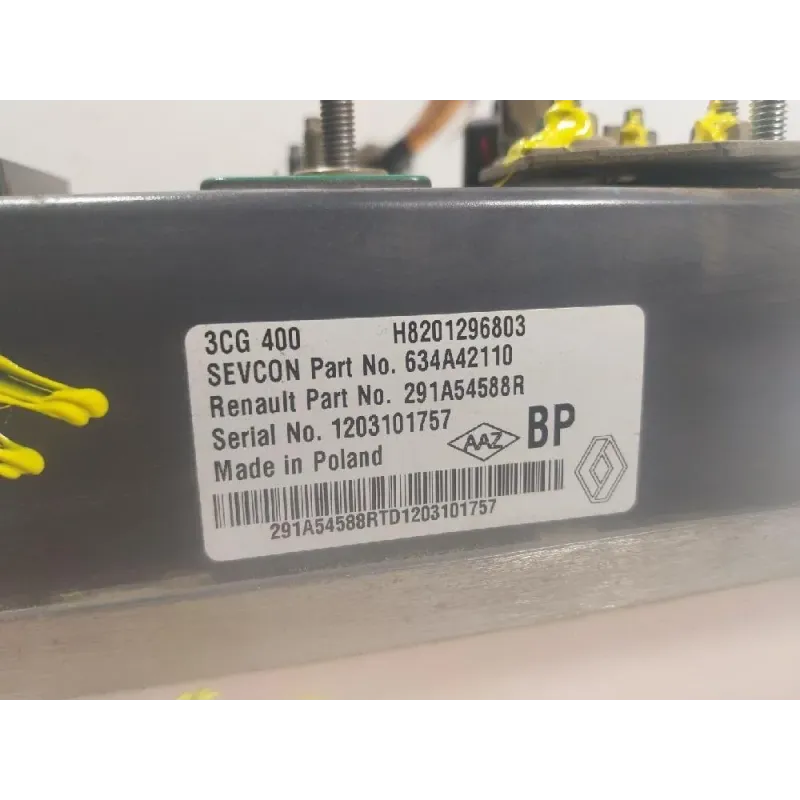 3CG 400 H8201296803
SEVCON Part No. 634A42110
Renault Part No. 291A54588R
Serial No. 1203101757
AAZ BP
Made in Poland
291A54588RTD1203101757